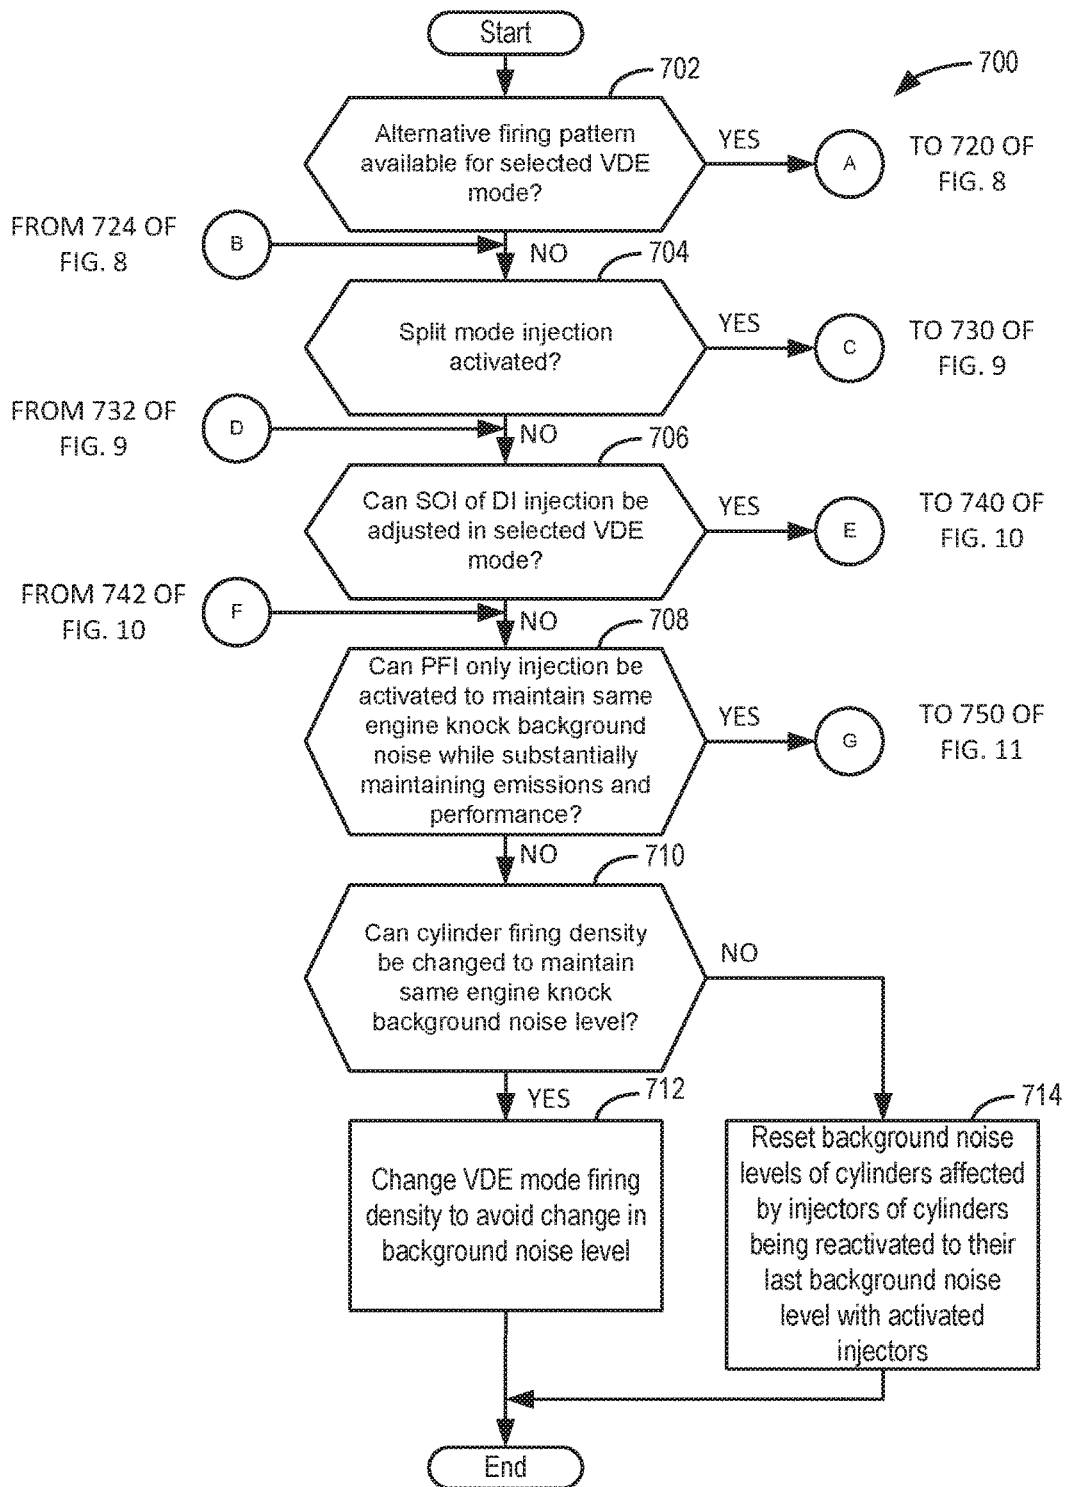 Start
702
700
Alternative firing pattern
available for selected VDE
mode?
YES
A
TO 720 OF
FIG. 8
FROM 724 OF
FIG. 8
B
NO
704
Split mode injection
activated?
YES
C
TO 730 OF
FIG. 9
FROM 732 OF
FIG. 9
D
NO
706
Can SOI of DI injection be
adjusted in selected VDE
mode?
YES
E
TO 740 OF
FIG. 10
FROM 742 OF
FIG. 10
F
NO
708
Can PFI only injection be
activated to maintain same
engine knock background
noise while substantially
maintaining emissions and
performance?
YES
G
TO 750 OF
FIG. 11
NO
710
Can cylinder firing density
be changed to maintain
same engine knock
background noise level?
NO
YES
712
Change VDE mode firing
density to avoid change in
background noise level
714
Reset background noise
levels of cylinders affected
by injectors of cylinders
being reactivated to their
last background noise
level with activated
injectors
End